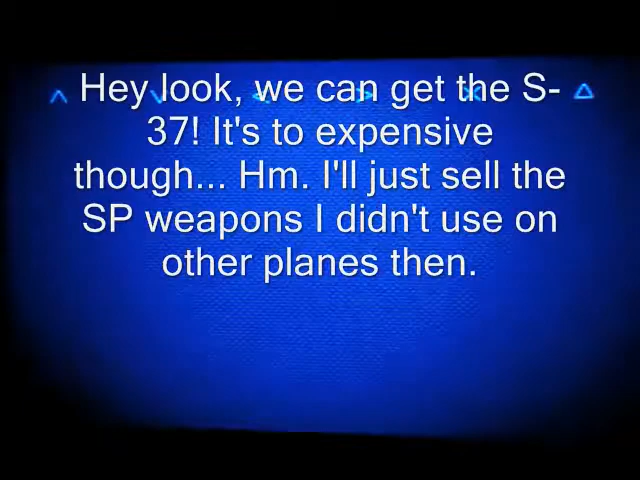 Hey look, we can get the S-
37! It's to expensive
though... Hm. I'll just sell the
SP weapons I didn't use on
other planes then.